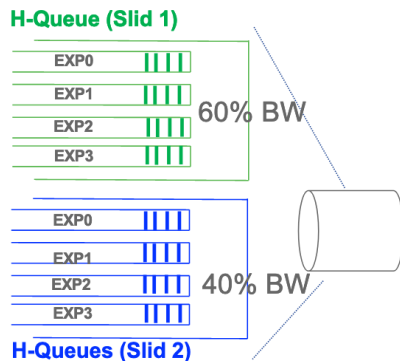 H-Queue (Slid 1)
EXP0
EXP1
EXP2
EXP3
60% BW
EXP0
EXP1
EXP2
EXP3
40% BW
H-Queues (Slid 2)